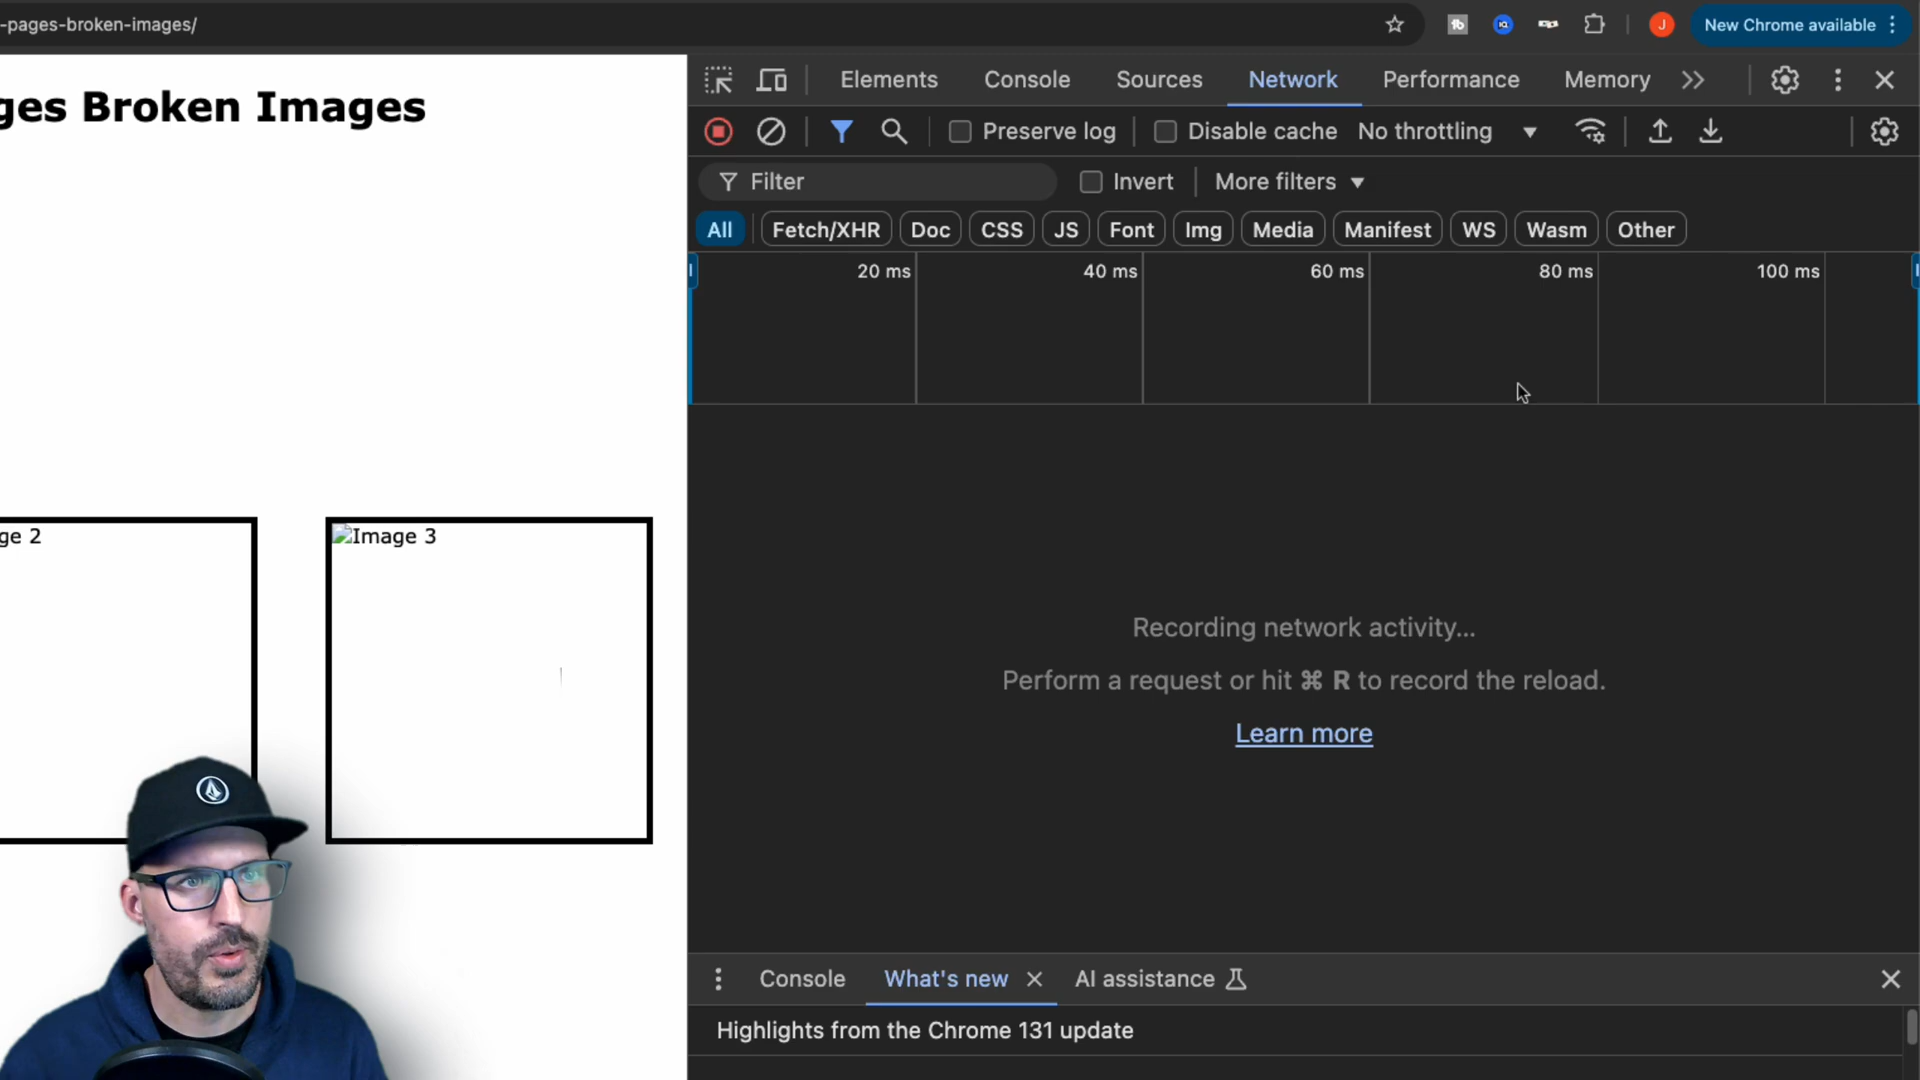 -pages-broken-images/
J
New Chrome available
ges Broken Images
Elements Console Sources Network Performance Memory
Preserve log Disable cache No throttling
Filter Invert More filters
All Fetch/XHR Doc CSS JS Font Img Media Manifest WS Wasm Other
20 ms 40 ms 60 ms 80 ms 100 ms
ge 2
Image 3
Recording network activity...
Perform a request or hit ⌘ R to record the reload.
Learn more
Console What's new AI assistance
Highlights from the Chrome 131 update